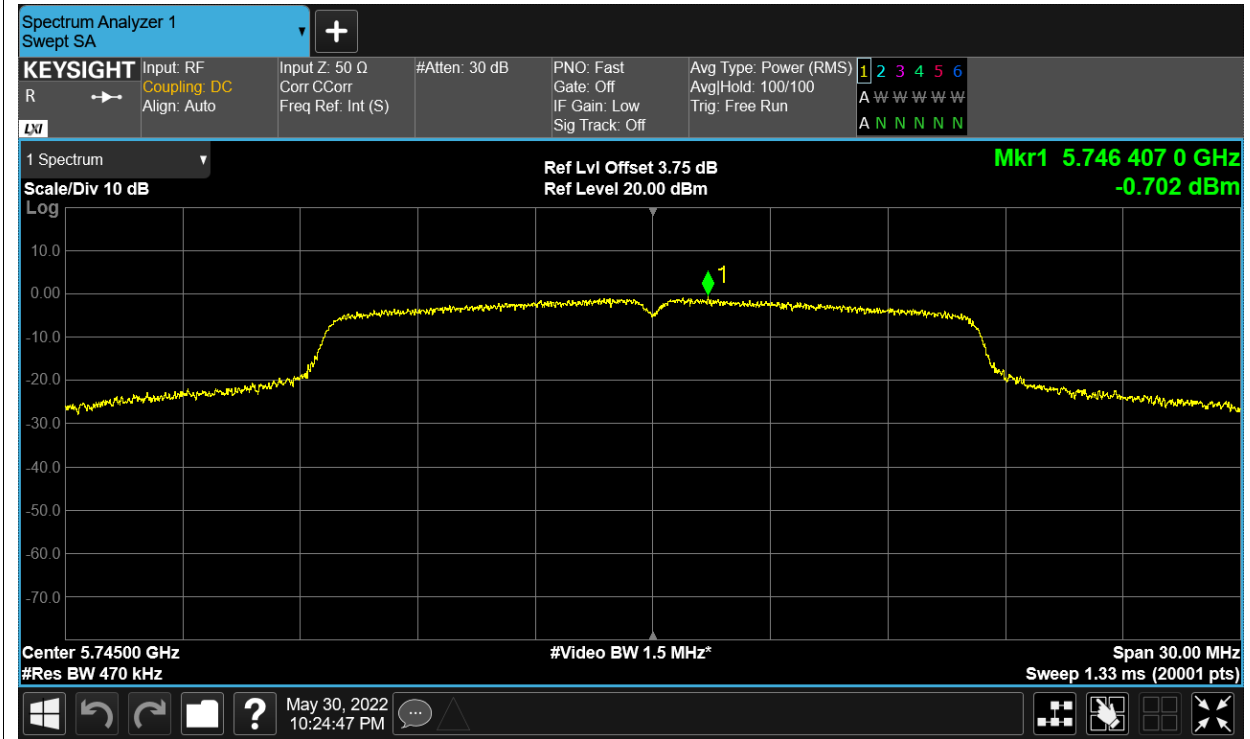 Spectrum Analyzer 1
Swept SA
+
KEYSIGHT
R
LXI
Input: RF
Coupling: DC
Align: Auto
Input Z: 50 Ω
Corr CCorr
Freq Ref: Int (S)
#Atten: 30 dB
PNO: Fast
Gate: Off
IF Gain: Low
Sig Track: Off
Avg Type: Power (RMS)
Avg|Hold: 100/100
Trig: Free Run
1 2 3 4 5 6
A W W W W W
A N N N N N
1 Spectrum
Scale/Div 10 dB
Log
Ref Lvl Offset 3.75 dB
Ref Level 20.00 dBm
Mkr1 5.746 407 0 GHz
-0.702 dBm
1
10.0
0.00
-10.0
-20.0
-30.0
-40.0
-50.0
-60.0
-70.0
Center 5.74500 GHz
#Res BW 470 kHz
#Video BW 1.5 MHz*
Span 30.00 MHz
Sweep 1.33 ms (20001 pts)
?
May 30, 2022
10:24:47 PM